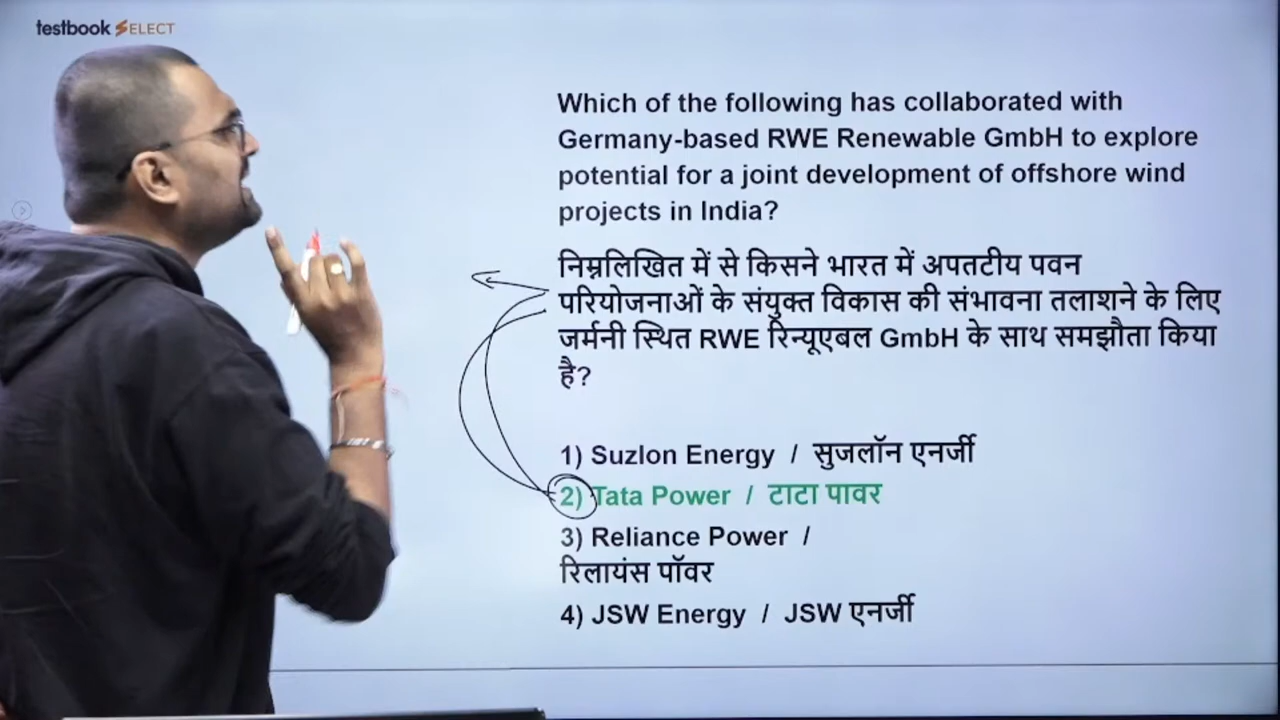 testbook SELECT
Which of the following has collaborated with
Germany-based RWE Renewable GmbH to explore
potential for a joint development of offshore wind
projects in India?
निम्नलिखित में से किसने भारत में अपतटीय पवन
परियोजनाओं के संयुक्त विकास की संभावना तलाशने के लिए
जर्मनी स्थित RWE रिन्यूएबल GmbH के साथ समझौता किया
है?
1) Suzlon Energy / सुजलॉन एनर्जी
2) Tata Power / टाटा पावर
3) Reliance Power /
रिलायंस पॉवर
4) JSW Energy / JSW एनर्जी